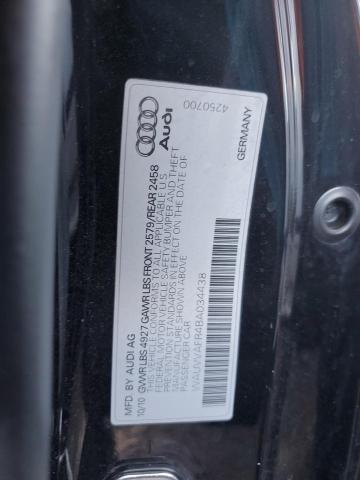 4250700
Audi
GERMANY
MFD. BY AUDI AG
10/10 GVWR LBS 4927 GAWR LBS FRONT 2579/REAR 2458
THIS VEHICLE CONFORMS TO ALL APPLICABLE U.S.
FEDERAL MOTOR VEHICLE SAFETY BUMPER AND THEFT
PREVENTION STANDARDS IN EFFECT ON THE DATE OF
MANUFACTURE SHOWN ABOVE
PASSENGER CAR
WAUVVAFR4BA034438